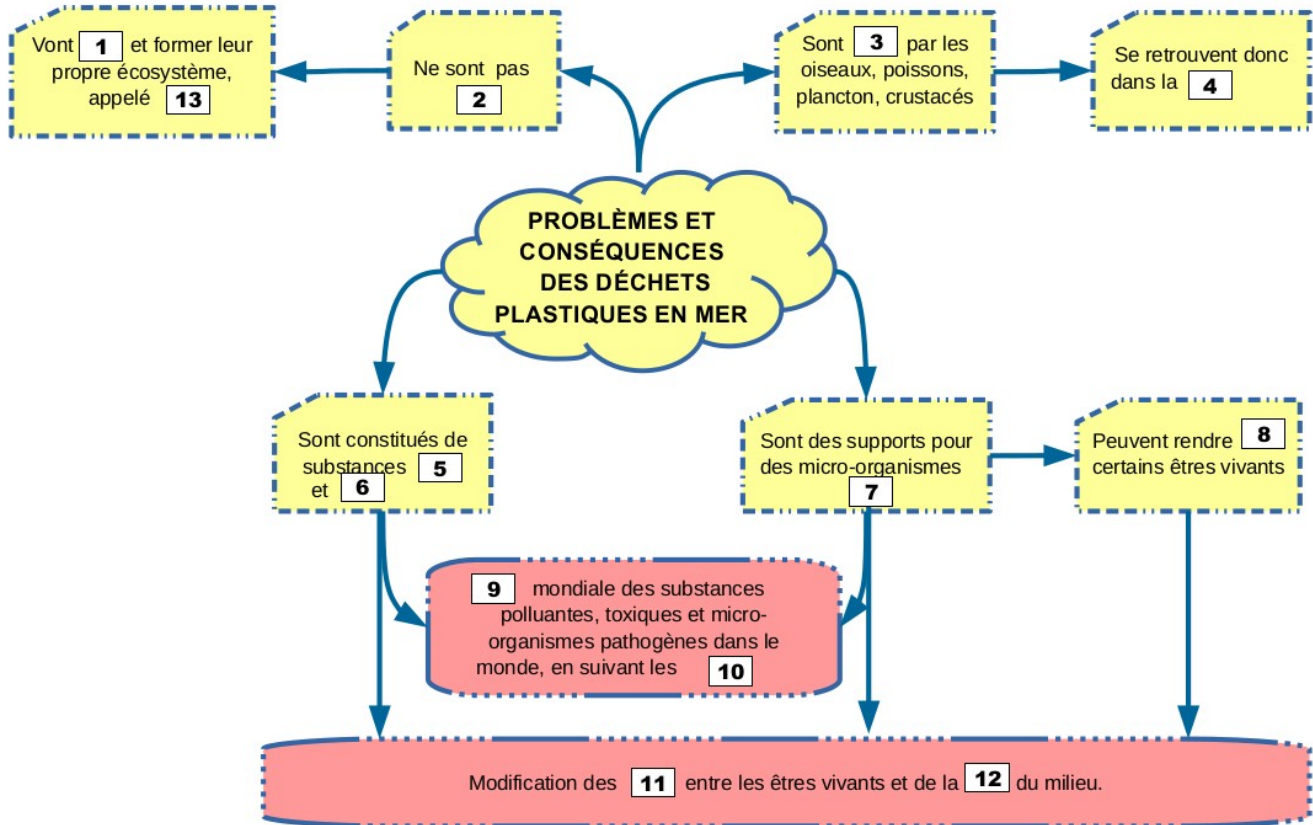 Vont 1 et former leur
propre écosystème,
appelé 13
Ne sont pas
2
Sont 3 par les
oiseaux, poissons,
plancton, crustacés
Se retrouvent donc
dans la 4
PROBLÈMES ET
CONSÉQUENCES
DES DÉCHETS
PLASTIQUES EN MER
Sont constitués de
substances 5
et 6
Sont des supports pour
des micro-organismes
7
Peuvent rendre 8
certains êtres vivants
9 mondiale des substances
polluantes, toxiques et micro-
organismes pathogènes dans le
monde, en suivant les 10
Modification des 11 entre les êtres vivants et de la 12 du milieu.